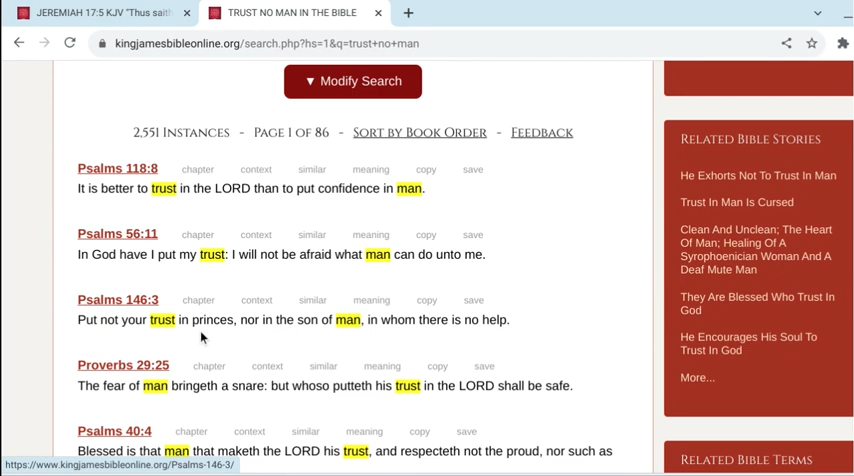 JEREMIAH 17:5 KJV "Thus saith
TRUST NO MAN IN THE BIBLE
kingjamesbibleonline.org/search.php?hs=1&q=trust+no+man
▼ Modify Search
2,551 Instances - Page 1 of 86 - Sort by Book Order - Feedback
Psalms 118:8 chapter context similar meaning copy save
It is better to trust in the LORD than to put confidence in man.
Psalms 56:11 chapter context similar meaning copy save
In God have I put my trust: I will not be afraid what man can do unto me.
Psalms 146:3 chapter context similar meaning copy save
Put not your trust in princes, nor in the son of man, in whom there is no help.
Proverbs 29:25 chapter context similar meaning copy save
The fear of man bringeth a snare: but whoso putteth his trust in the LORD shall be safe.
Psalms 40:4 chapter context similar meaning copy save
Blessed is that man that maketh the LORD his trust, and respecteth not the proud, nor such as
https://www.kingjamesbibleonline.org/Psalms-146-3/
Related Bible Stories
He Exhorts Not To Trust In Man
Trust In Man Is Cursed
Clean And Unclean; The Heart
Of Man; Healing Of A
Syrophoenician Woman And A
Deaf Mute Man
They Are Blessed Who Trust In
God
He Encourages His Soul To
Trust In God
More...
Related Bible Terms